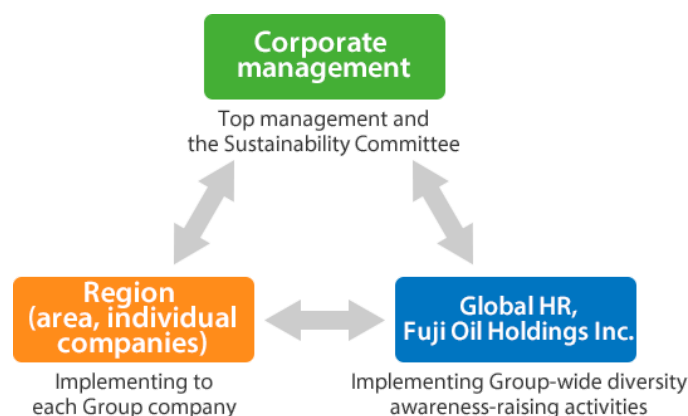 Corporate
management
Top management and
the Sustainability Committee
Region
(area, individual
companies)
Implementing to
each Group company
Global HR,
Fuji Oil Holdings Inc.
Implementing Group-wide diversity
awareness-raising activities